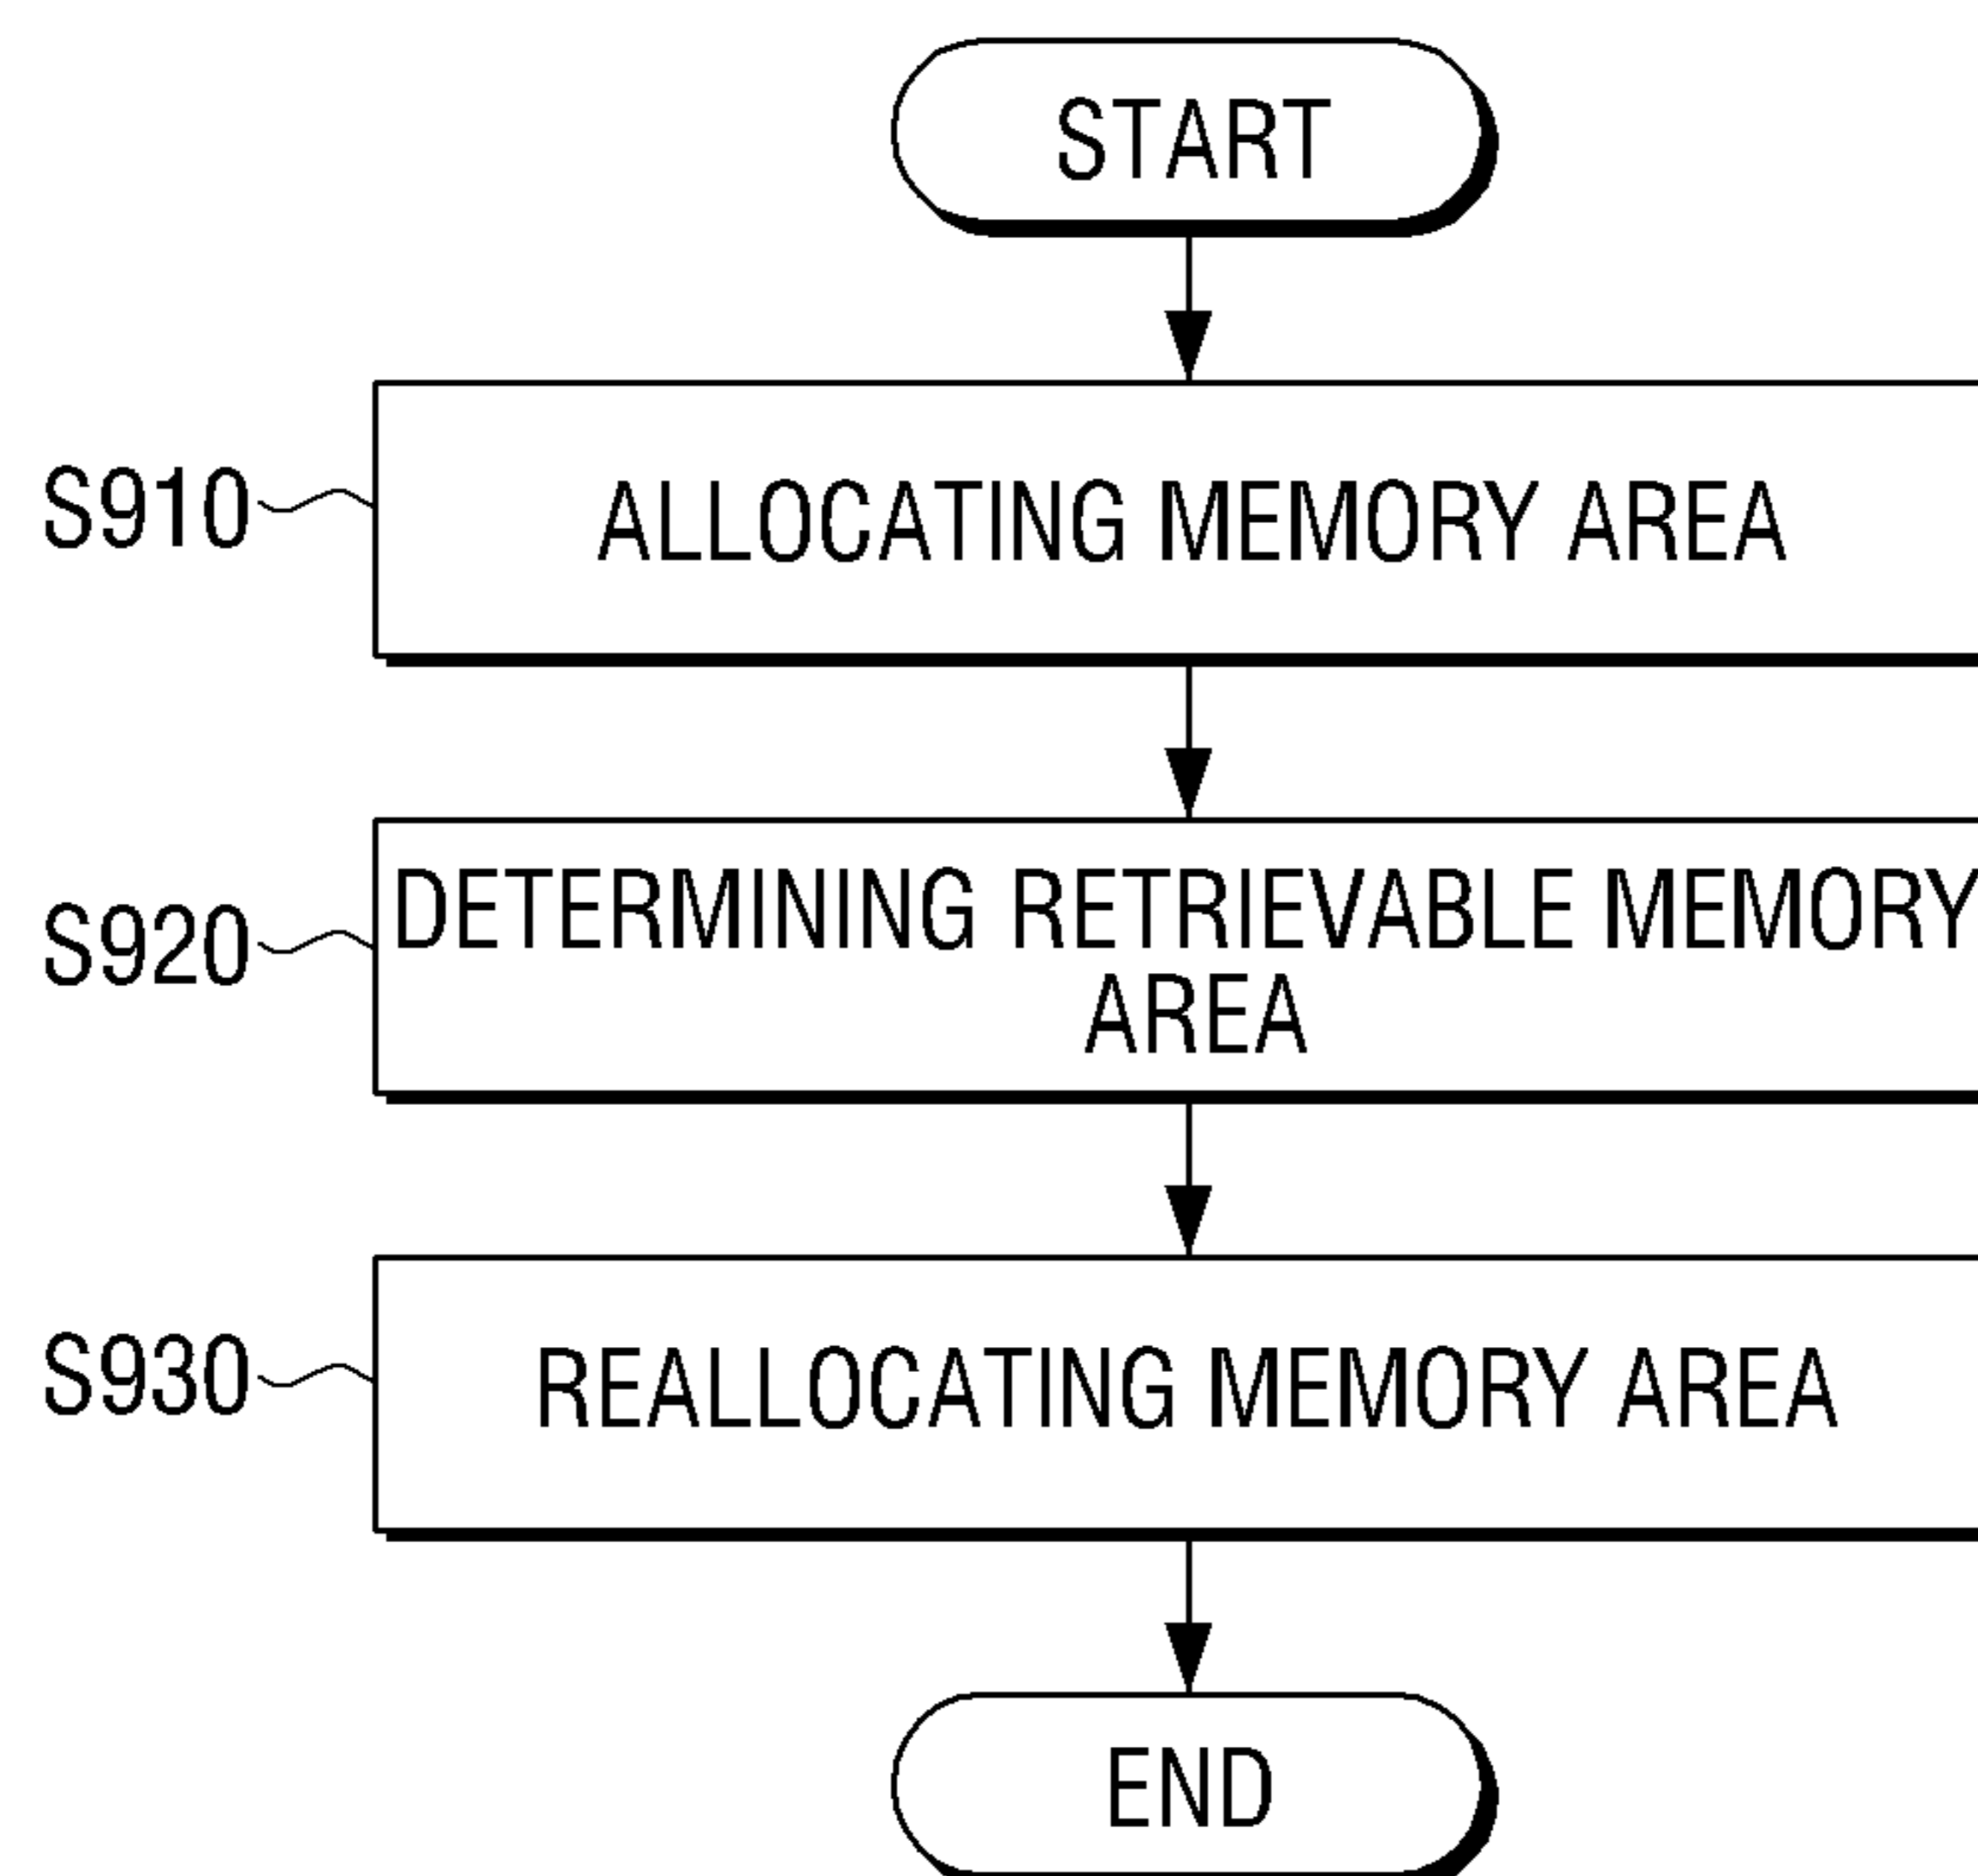 START
S910
ALLOCATING MEMORY AREA
S920
DETERMINING RETRIEVABLE MEMORY
AREA
S930
REALLOCATING MEMORY AREA
END